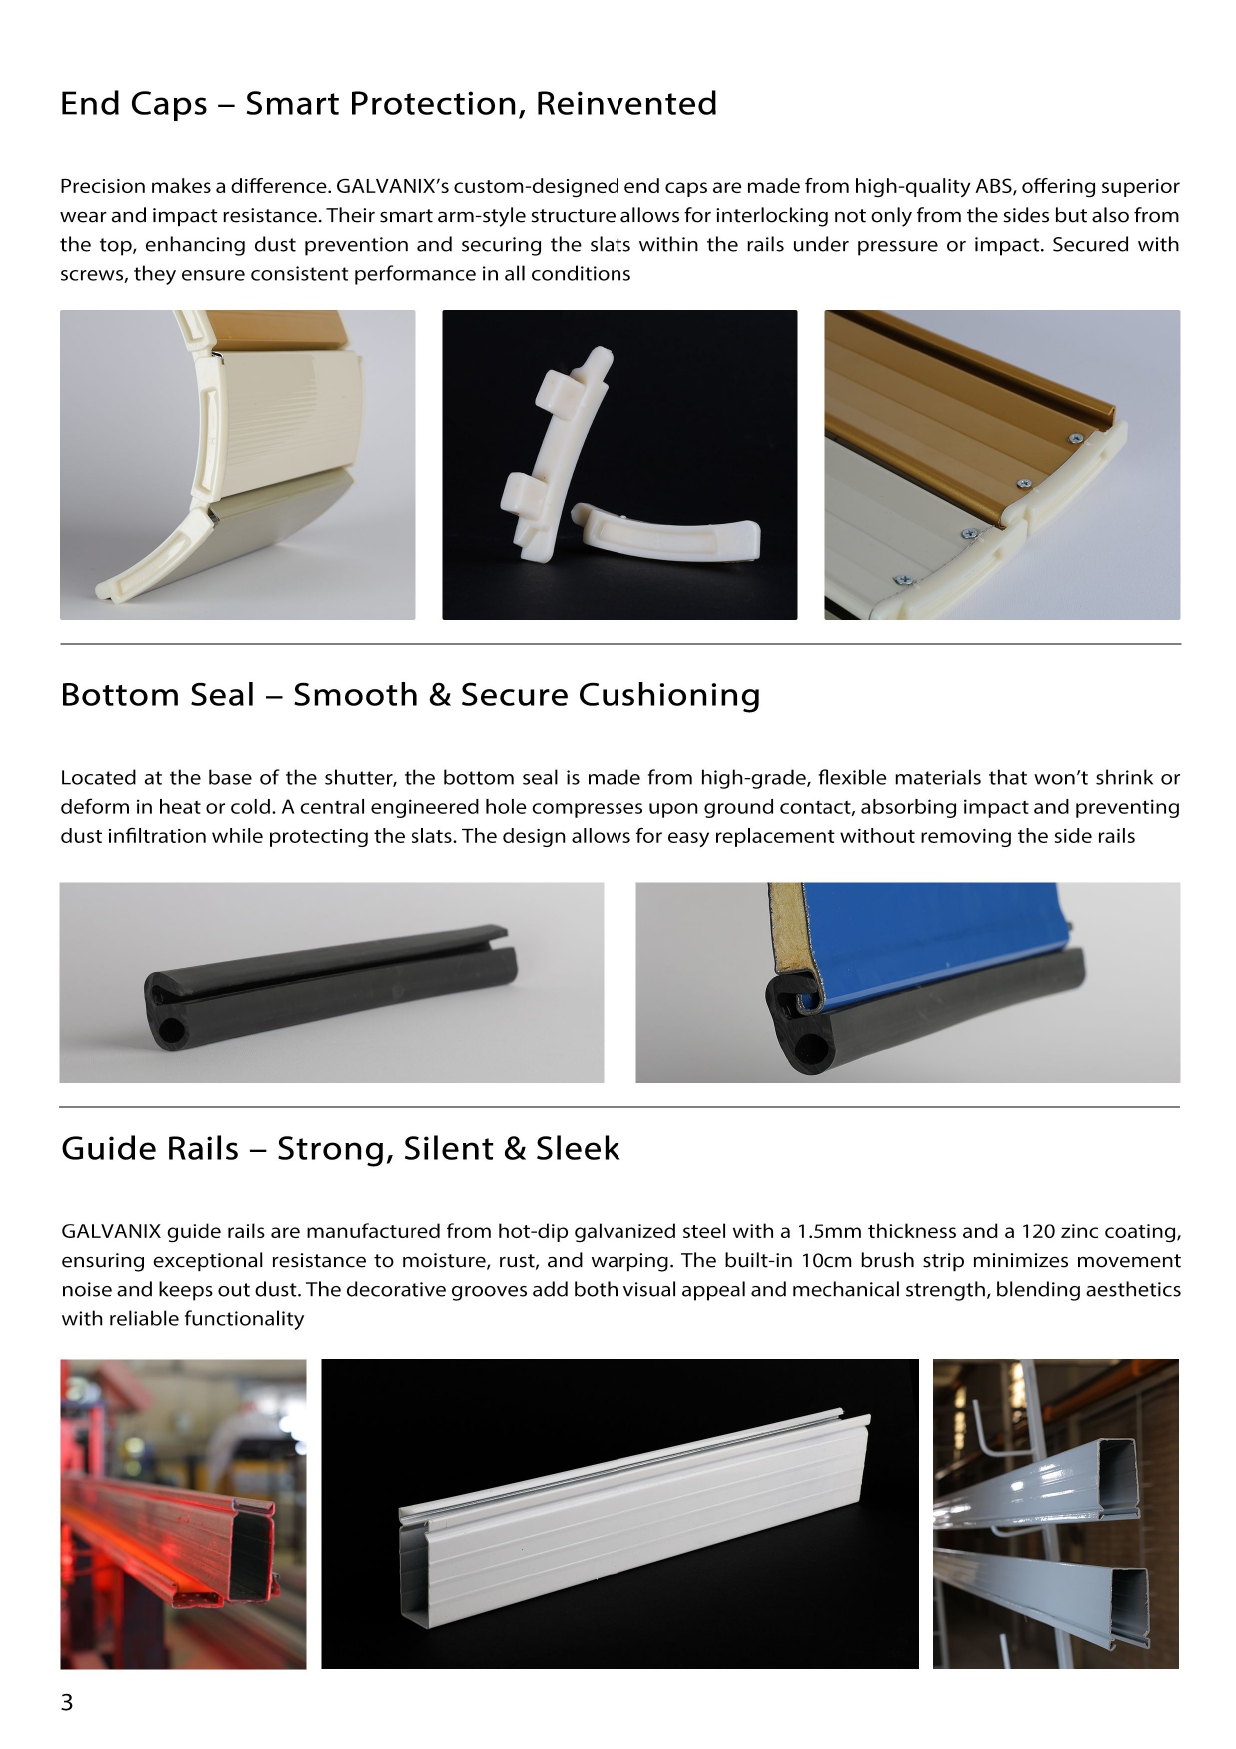 End Caps – Smart Protection, Reinvented
Precision makes a difference. GALVANIX’s custom-designed end caps are made from high-quality ABS, offering superior
wear and impact resistance. Their smart arm-style structure allows for interlocking not only from the sides but also from
the top, enhancing dust prevention and securing the slats within the rails under pressure or impact. Secured with
screws, they ensure consistent performance in all conditions
Bottom Seal – Smooth & Secure Cushioning
Located at the base of the shutter, the bottom seal is made from high-grade, flexible materials that won’t shrink or
deform in heat or cold. A central engineered hole compresses upon ground contact, absorbing impact and preventing
dust infiltration while protecting the slats. The design allows for easy replacement without removing the side rails
Guide Rails – Strong, Silent & Sleek
GALVANIX guide rails are manufactured from hot-dip galvanized steel with a 1.5mm thickness and a 120 zinc coating,
ensuring exceptional resistance to moisture, rust, and warping. The built-in 10cm brush strip minimizes movement
noise and keeps out dust. The decorative grooves add both visual appeal and mechanical strength, blending aesthetics
with reliable functionality
3